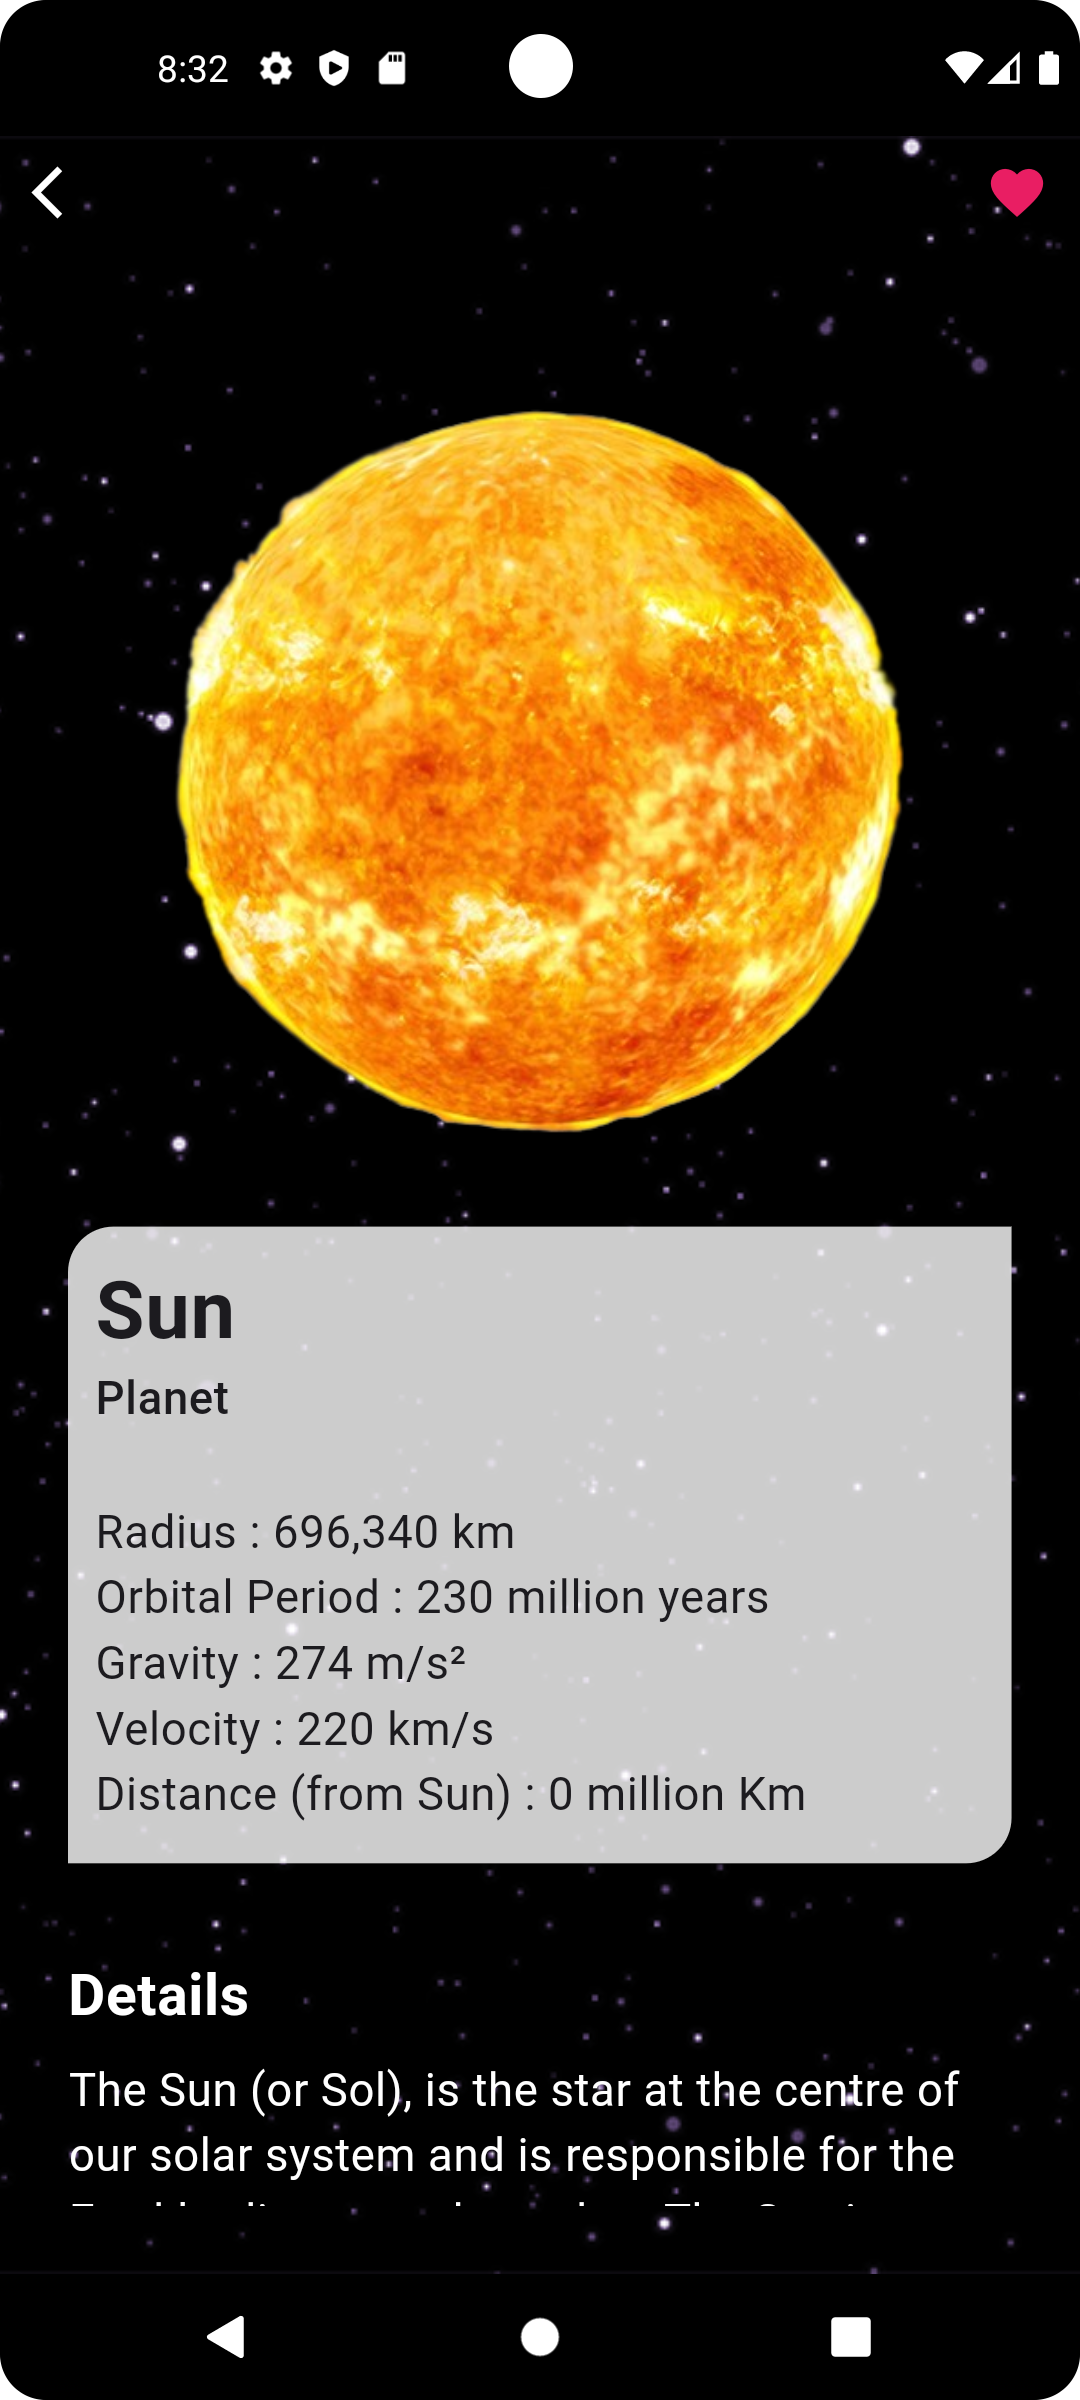 8:32
Sun
Planet
Radius : 696,340 km
Orbital Period : 230 million years
Gravity : 274 m/s²
Velocity : 220 km/s
Distance (from Sun) : 0 million Km
Details
The Sun (or Sol), is the star at the centre of
our solar system and is responsible for the